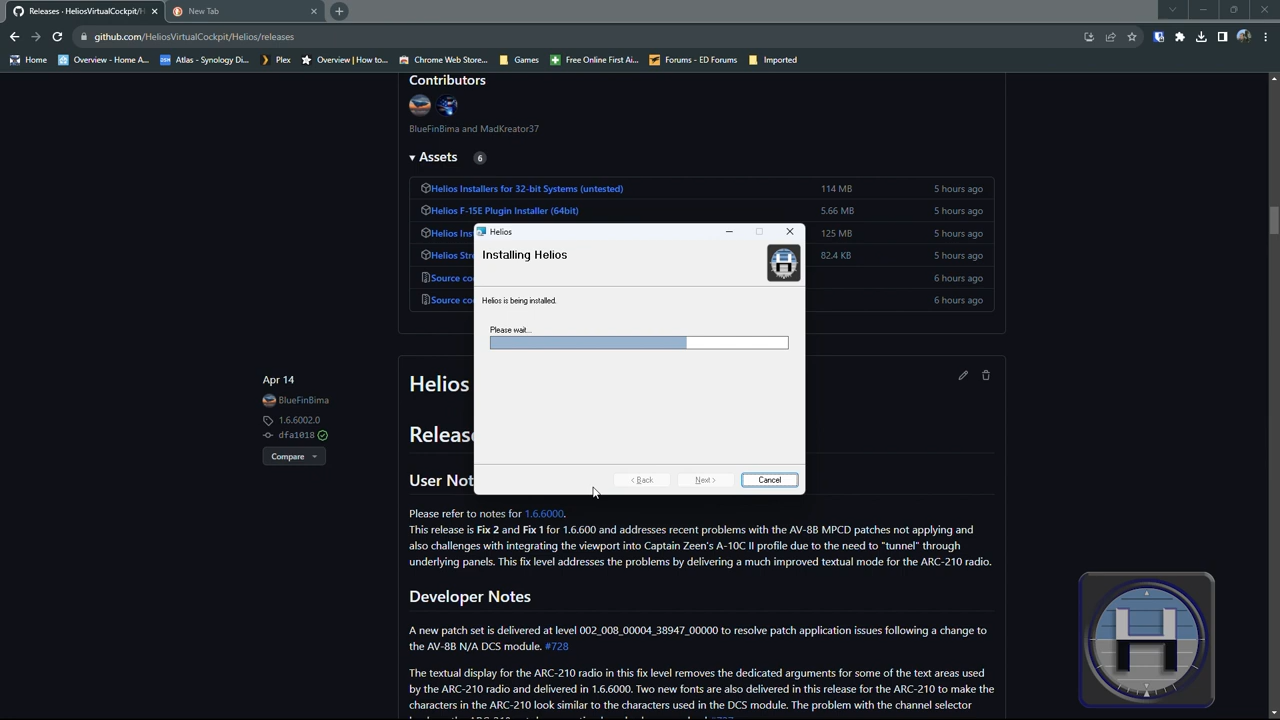 Releases · HeliosVirtualCockpit/H
New Tab
github.com/HeliosVirtualCockpit/Helios/releases
Home
Overview - Home A...
Atlas - Synology Di...
Plex
Overview | How to...
Chrome Web Store...
Games
Free Online First Ai...
Forums - ED Forums
Imported
Contributors
BlueFinBima and MadKreator37
Assets 6
Helios Installers for 32-bit Systems (untested) 114 MB 5 hours ago
Helios F-15E Plugin Installer (64bit) 5.66 MB 5 hours ago
Helios Ins 125 MB 5 hours ago
Helios Stre 82.4 KB 5 hours ago
Source co 6 hours ago
Source co 6 hours ago
Helios
Installing Helios
Helios is being installed.
Please wait...
< Back
Next >
Cancel
Apr 14
BlueFinBima
1.6.6002.0
dfa1018
Compare
Helios
Releas
User Not
Please refer to notes for 1.6.6000.
This release is Fix 2 and Fix 1 for 1.6.600 and addresses recent problems with the AV-8B MPCD patches not applying and
also challenges with integrating the viewport into Captain Zeen's A-10C II profile due to the need to "tunnel" through
underlying panels. This fix level addresses the problems by delivering a much improved textual mode for the ARC-210 radio.
Developer Notes
A new patch set is delivered at level 002_008_00004_38947_00000 to resolve patch application issues following a change to
the AV-8B N/A DCS module. #728
The textual display for the ARC-210 radio in this fix level removes the dedicated arguments for some of the text areas used
by the ARC-210 radio and delivered in 1.6.6000. Two new fonts are also delivered in this release for the ARC-210 to make the
characters in the ARC-210 look similar to the characters used in the DCS module. The problem with the channel selector
H